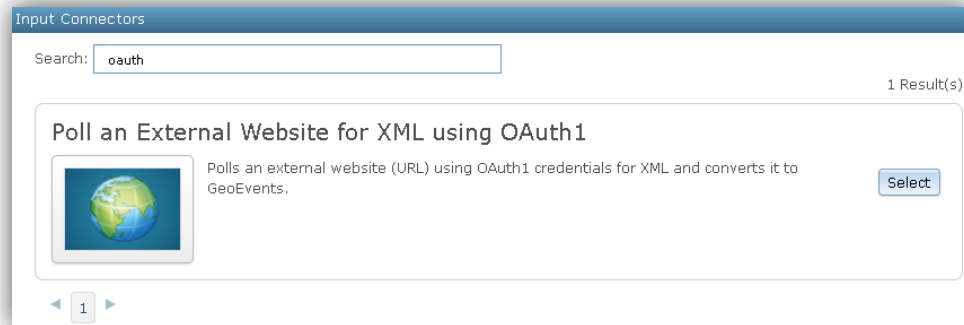 Input Connectors
Search: oauth
1 Result(s)
Poll an External Website for XML using OAuth1
Polls an external website (URL) using OAuth1 credentials for XML and converts it to
GeoEvents.
Select
1